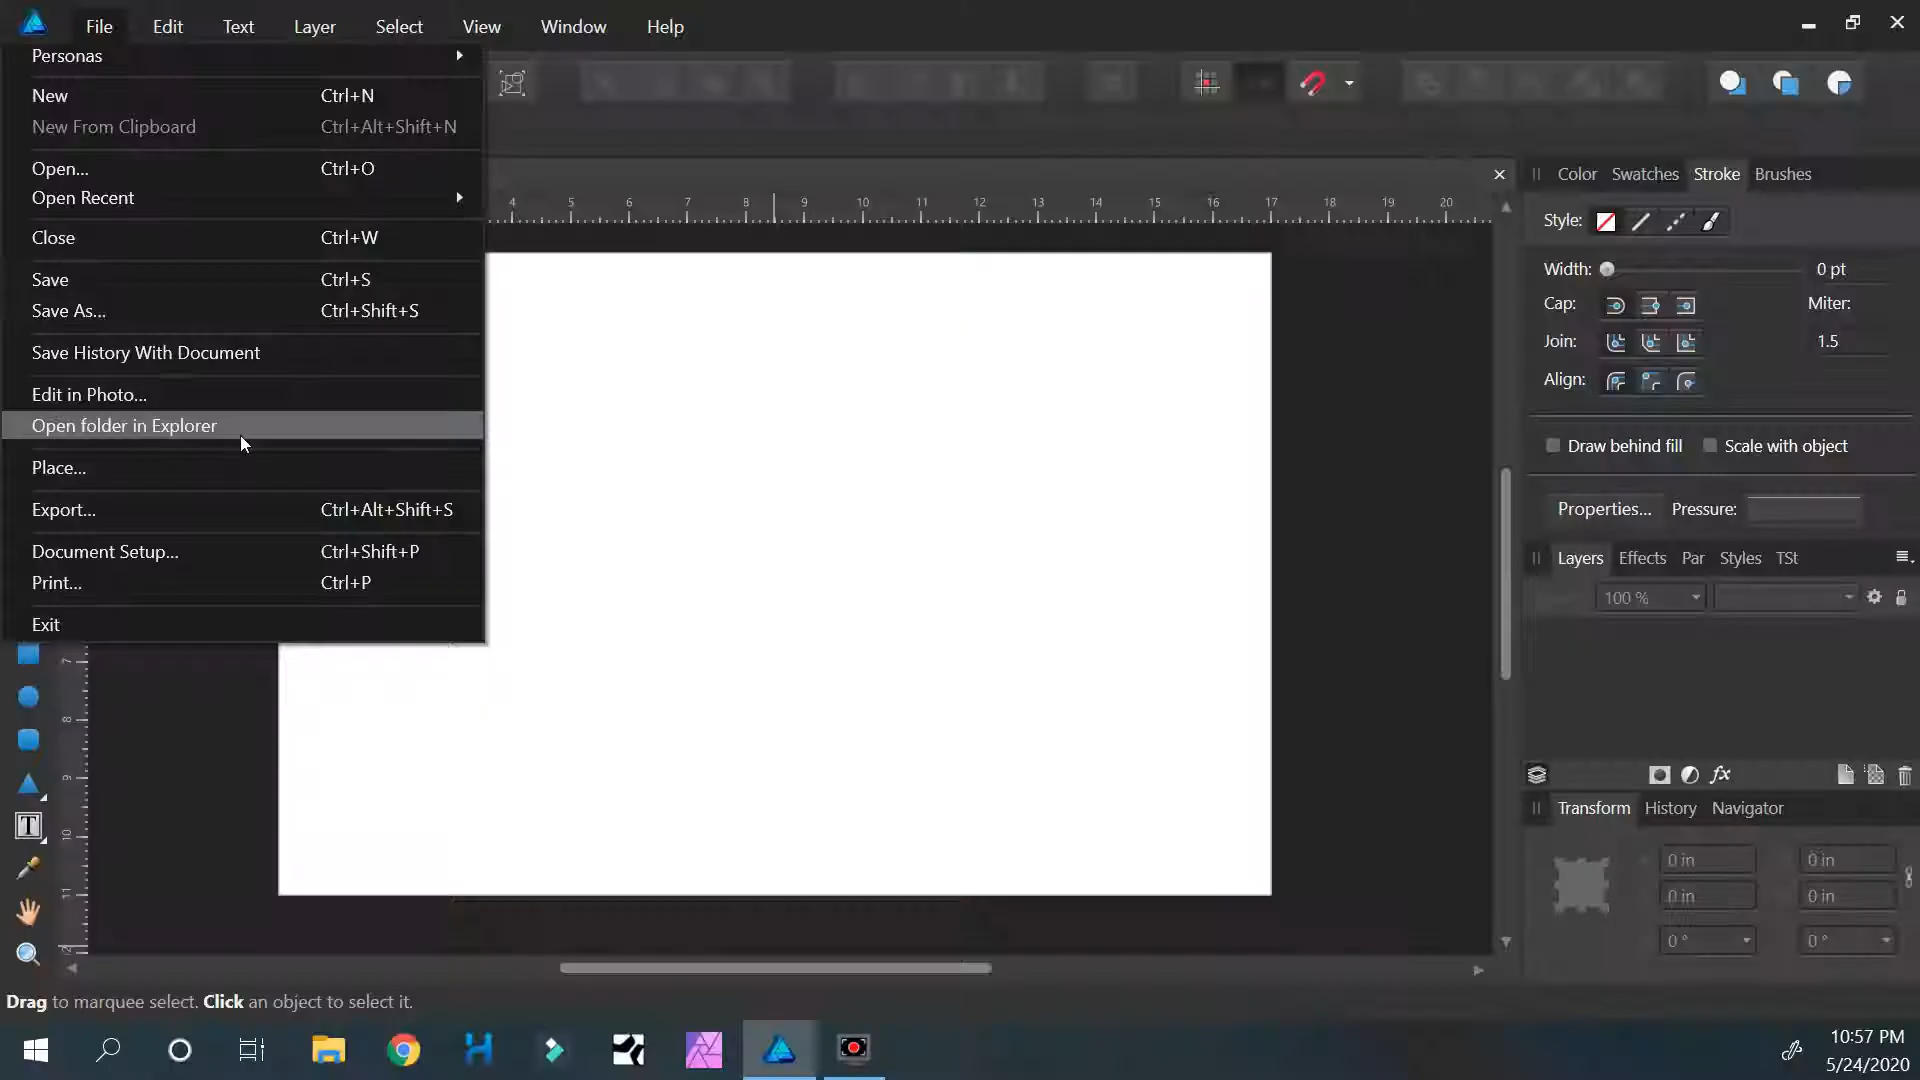 File Edit Text Layer Select View Window Help
Personas
New Ctrl+N
New From Clipboard Ctrl+Alt+Shift+N
Open... Ctrl+O
Open Recent
Close Ctrl+W
Save Ctrl+S
Save As... Ctrl+Shift+S
Save History With Document
Edit in Photo...
Open folder in Explorer
Place...
Export... Ctrl+Alt+Shift+S
Document Setup... Ctrl+Shift+P
Print... Ctrl+P
Exit
4 5 6 7 8 9 10 11 12 13 14 15 16 17 18 19 20
7
8
9
10
11
Color Swatches Stroke Brushes
Style:
Width: 0 pt
Cap: Miter:
Join: 1.5
Align:
Draw behind fill Scale with object
Properties... Pressure:
Layers Effects Par Styles TSt
100 %
fx
Transform History Navigator
0 in 0 in
0 in 0 in
0 ° 0 °
T
Drag to marquee select. Click an object to select it.
10:57 PM
5/24/2020